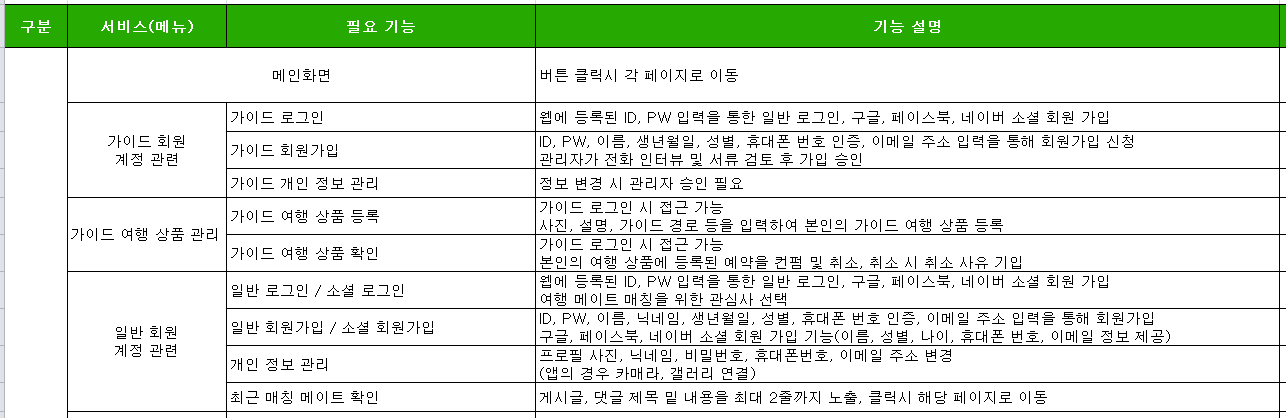 구분 서비스(메뉴) 필요 기능 기능 설명
메인화면 버튼 클릭시 각 페이지로 이동
가이드 회원
계정 관련
가이드 로그인 웹에 등록된 ID, PW 입력을 통한 일반 로그인, 구글, 페이스북, 네이버 소셜 회원 가입
가이드 회원가입 ID, PW, 이름, 생년월일, 성별, 휴대폰 번호 인증, 이메일 주소 입력을 통해 회원가입 신청
관리자가 전화 인터뷰 및 서류 검토 후 가입 승인
가이드 개인 정보 관리 정보 변경 시 관리자 승인 필요
가이드 여행 상품 관리
가이드 여행 상품 등록 가이드 로그인 시 접근 가능
사진, 설명, 가이드 경로 등을 입력하여 본인의 가이드 여행 상품 등록
가이드 여행 상품 확인 가이드 로그인 시 접근 가능
본인의 여행 상품에 등록된 예약을 컨펌 및 취소, 취소 시 취소 사유 기입
일반 회원
계정 관련
일반 로그인 / 소셜 로그인 웹에 등록된 ID, PW 입력을 통한 일반 로그인, 구글, 페이스북, 네이버 소셜 회원 가입
여행 메이트 매칭을 위한 관심사 선택
일반 회원가입 / 소셜 회원가입 ID, PW, 이름, 닉네임, 생년월일, 성별, 휴대폰 번호 인증, 이메일 주소 입력을 통해 회원가입
구글, 페이스북, 네이버 소셜 회원 가입 기능(이름, 성별, 나이, 휴대폰 번호, 이메일 정보 제공)
개인 정보 관리 프로필 사진, 닉네임, 비밀번호, 휴대폰번호, 이메일 주소 변경
(앱의 경우 카메라, 갤러리 연결)
최근 매칭 메이트 확인 게시글, 댓글 제목 밑 내용을 최대 2줄까지 노출, 클릭시 해당 페이지로 이동